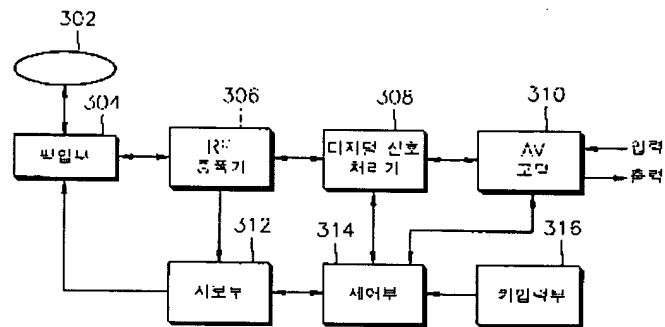 302
304
픽업부
306
RF
증폭기
308
디지털 신호
처리기
310
AV
코덱
입력
출력
312
서보부
314
제어부
316
키입력부